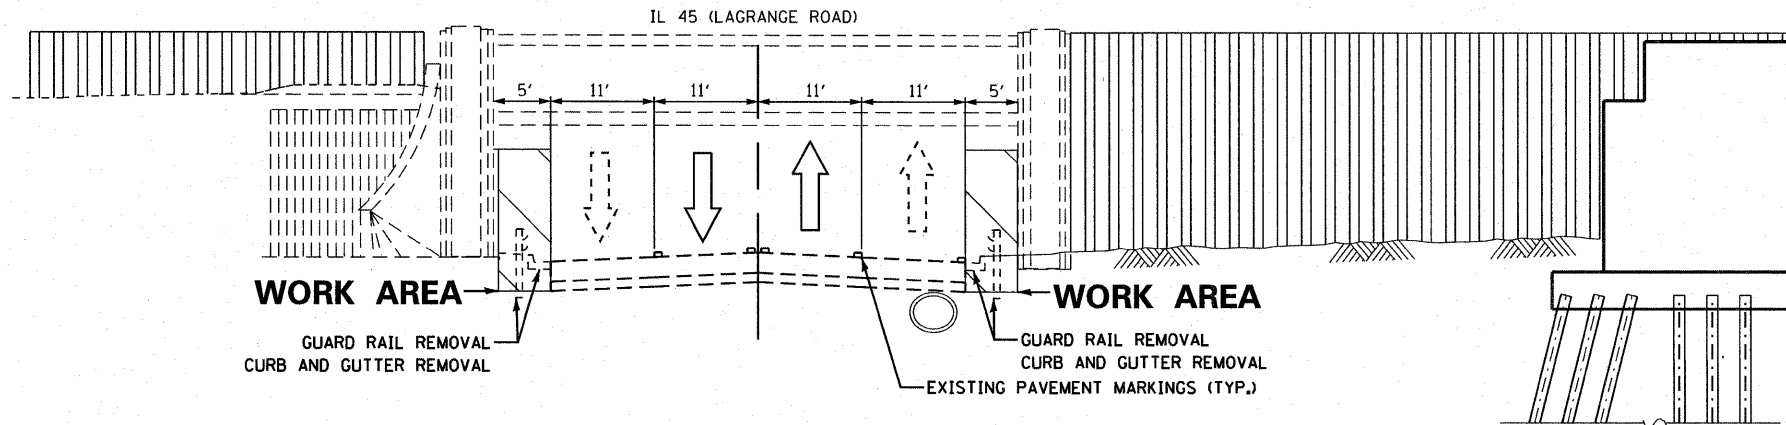 IL 45 (LAGRANGE ROAD)
5' 11' 11' 11' 11' 5'
WORK AREA
WORK AREA
GUARD RAIL REMOVAL
CURB AND GUTTER REMOVAL
GUARD RAIL REMOVAL
CURB AND GUTTER REMOVAL
EXISTING PAVEMENT MARKINGS (TYP.)